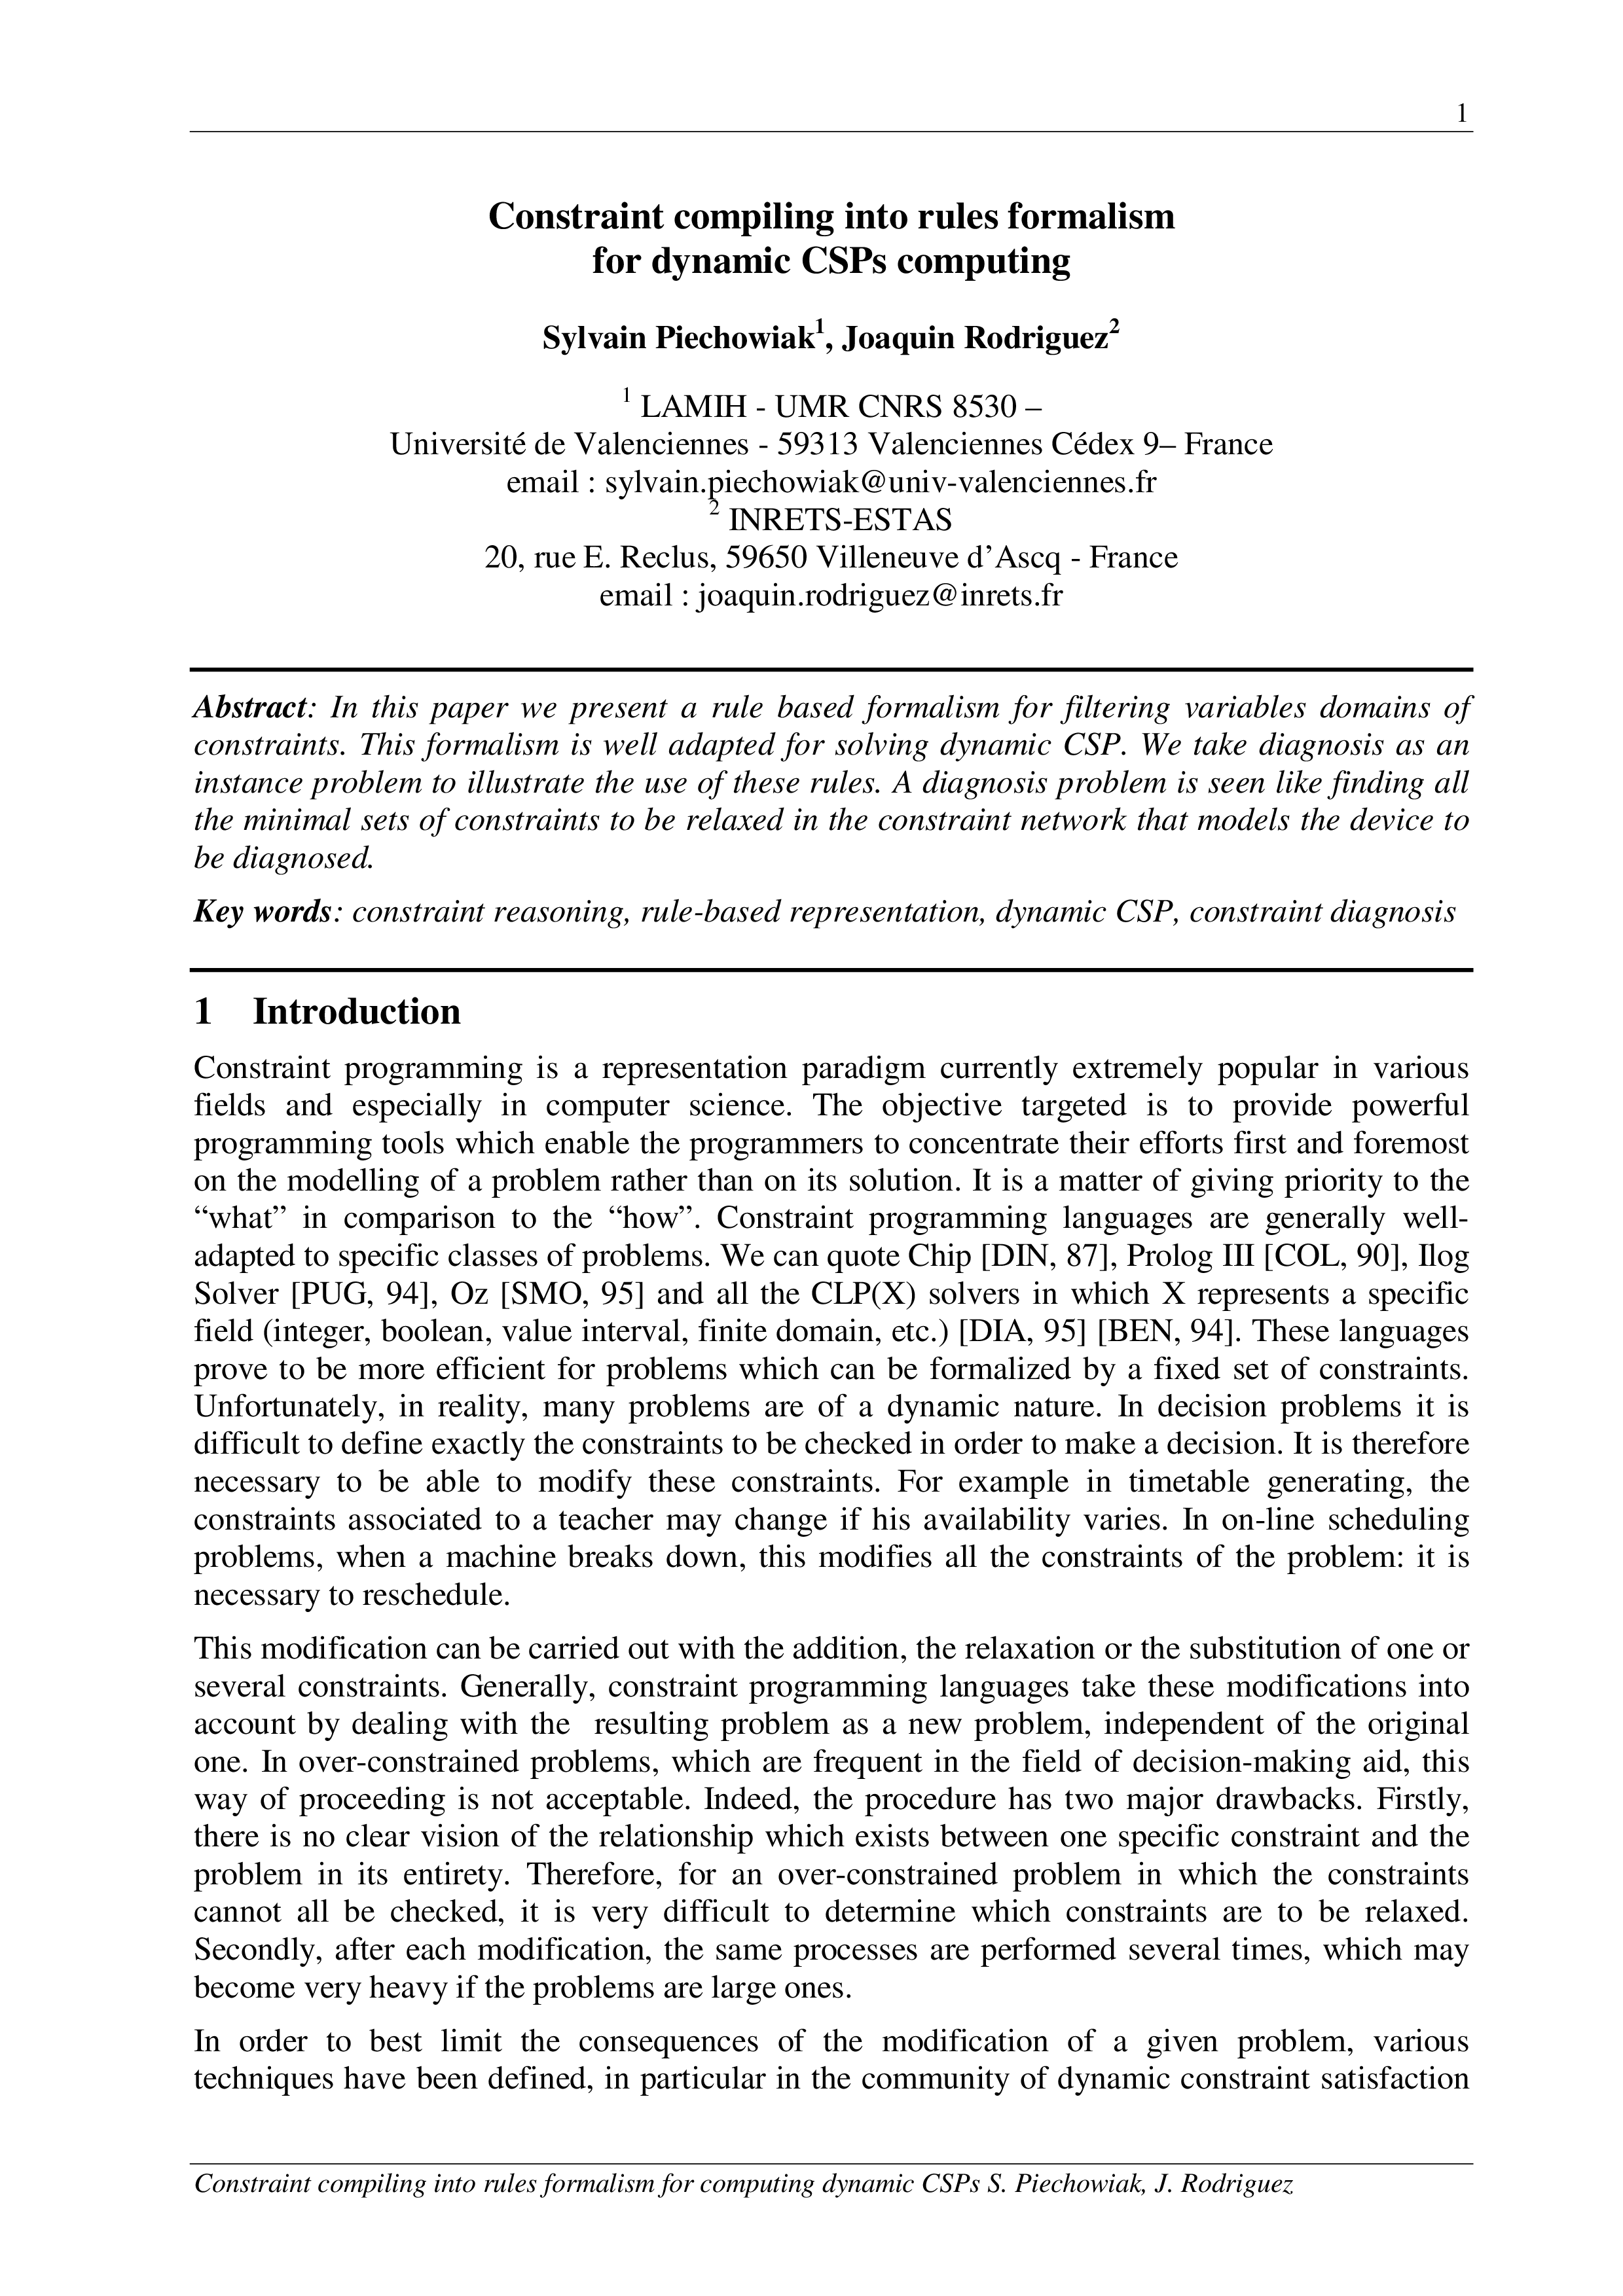 1
Constraint compiling into rules formalism
for dynamic CSPs computing
Sylvain Piechowiak1, Joaquin Rodriguez2
1 LAMIH - UMR CNRS 8530 –
Université de Valenciennes - 59313 Valenciennes Cédex 9– France
email : sylvain.piechowiak@univ-valenciennes.fr
2 INRETS-ESTAS
20, rue E. Reclus, 59650 Villeneuve d’Ascq - France
email : joaquin.rodriguez@inrets.fr
Abstract: In this paper we present a rule based formalism for filtering variables domains of
constraints. This formalism is well adapted for solving dynamic CSP. We take diagnosis as an
instance problem to illustrate the use of these rules. A diagnosis problem is seen like finding all
the minimal sets of constraints to be relaxed in the constraint network that models the device to
be diagnosed.
Key words: constraint reasoning, rule-based representation, dynamic CSP, constraint diagnosis
1 Introduction
Constraint programming is a representation paradigm currently extremely popular in various
fields and especially in computer science. The objective targeted is to provide powerful
programming tools which enable the programmers to concentrate their efforts first and foremost
on the modelling of a problem rather than on its solution. It is a matter of giving priority to the
“what” in comparison to the “how”. Constraint programming languages are generally well-
adapted to specific classes of problems. We can quote Chip [DIN, 87], Prolog III [COL, 90], Ilog
Solver [PUG, 94], Oz [SMO, 95] and all the CLP(X) solvers in which X represents a specific
field (integer, boolean, value interval, finite domain, etc.) [DIA, 95] [BEN, 94]. These languages
prove to be more efficient for problems which can be formalized by a fixed set of constraints.
Unfortunately, in reality, many problems are of a dynamic nature. In decision problems it is
difficult to define exactly the constraints to be checked in order to make a decision. It is therefore
necessary to be able to modify these constraints. For example in timetable generating, the
constraints associated to a teacher may change if his availability varies. In on-line scheduling
problems, when a machine breaks down, this modifies all the constraints of the problem: it is
necessary to reschedule.
This modification can be carried out with the addition, the relaxation or the substitution of one or
several constraints. Generally, constraint programming languages take these modifications into
account by dealing with the resulting problem as a new problem, independent of the original
one. In over-constrained problems, which are frequent in the field of decision-making aid, this
way of proceeding is not acceptable. Indeed, the procedure has two major drawbacks. Firstly,
there is no clear vision of the relationship which exists between one specific constraint and the
problem in its entirety. Therefore, for an over-constrained problem in which the constraints
cannot all be checked, it is very difficult to determine which constraints are to be relaxed.
Secondly, after each modification, the same processes are performed several times, which may
become very heavy if the problems are large ones.
In order to best limit the consequences of the modification of a given problem, various
techniques have been defined, in particular in the community of dynamic constraint satisfaction
Constraint compiling into rules formalism for computing dynamic CSPs S. Piechowiak, J. Rodriguez